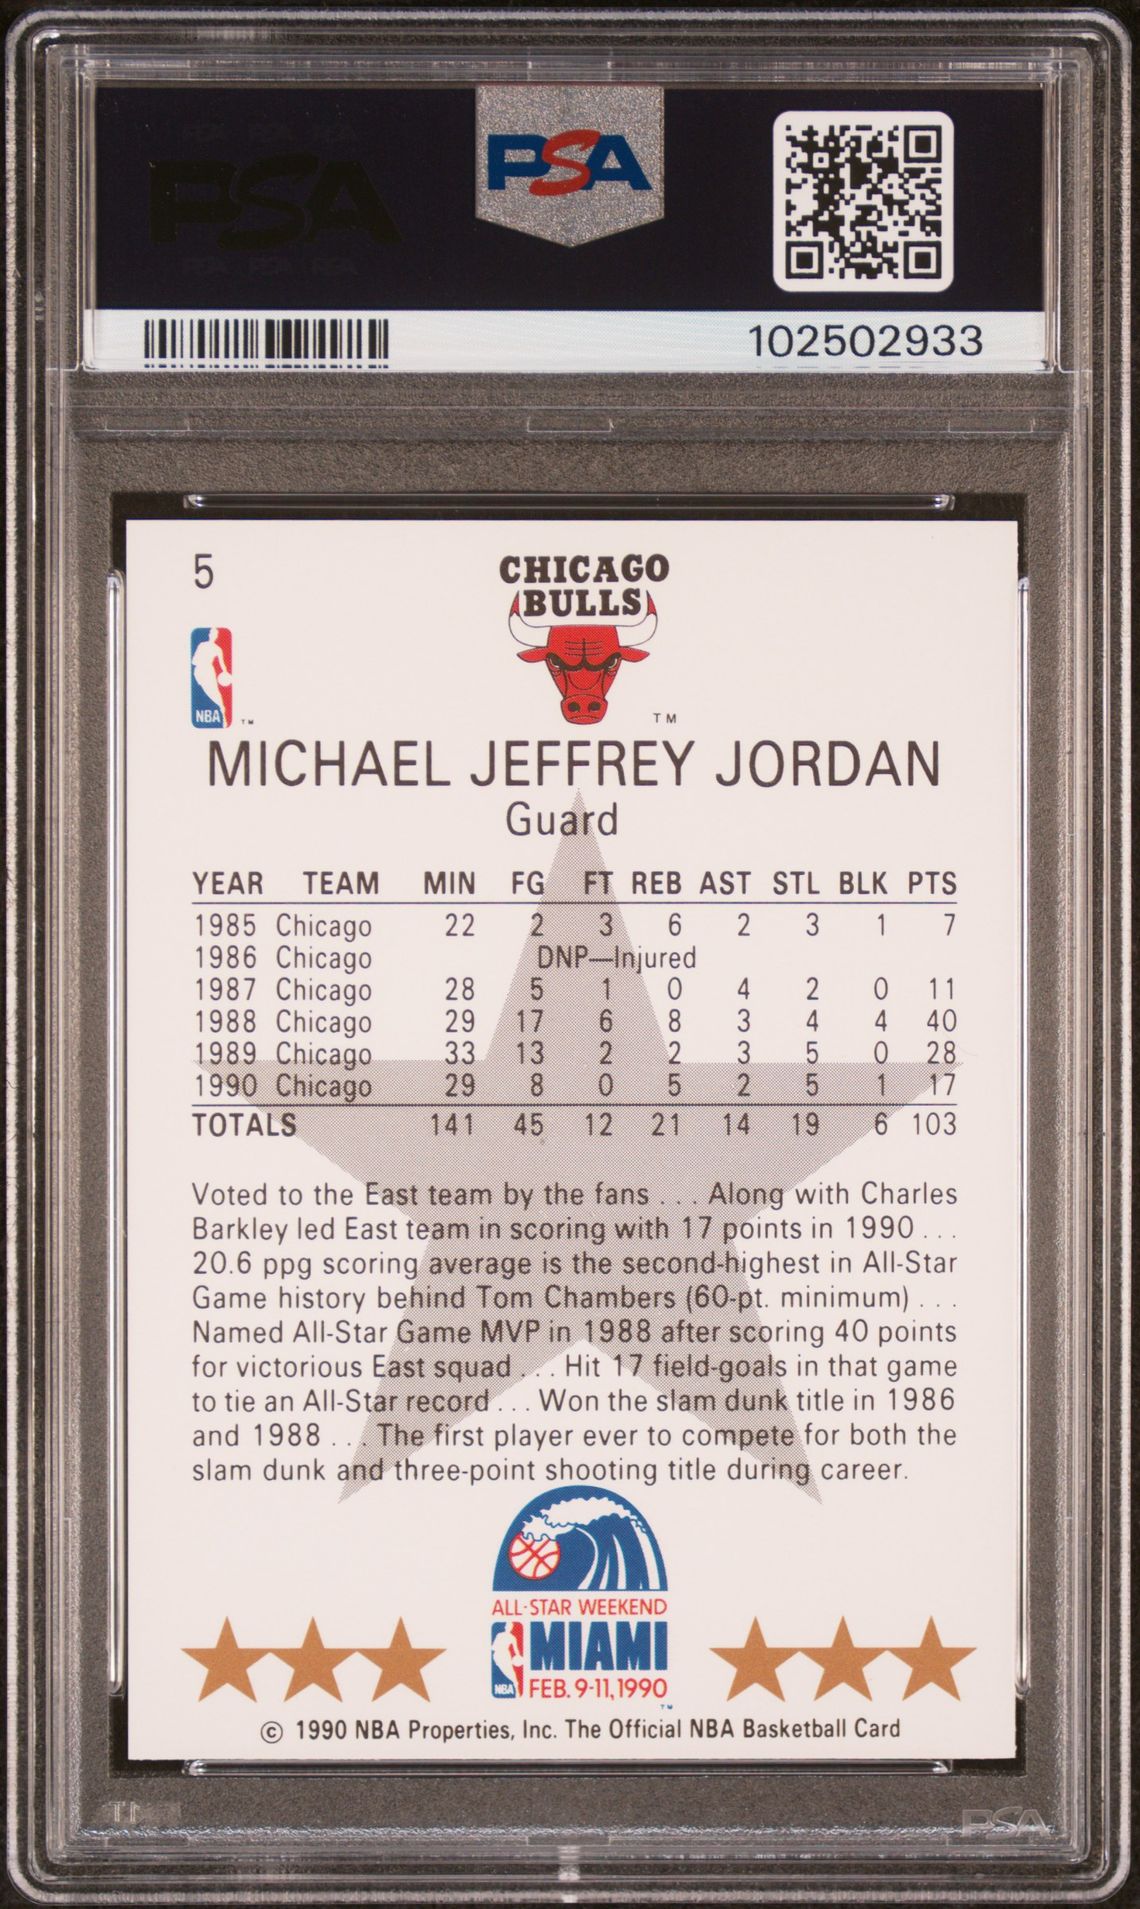 PSA
PSA
102502933
5
CHICAGO
BULLS
NBA ™
TM
MICHAEL JEFFREY JORDAN
Guard
YEAR TEAM MIN FG FT REB AST STL BLK PTS
1985 Chicago 22 2 3 6 2 3 1 7
1986 Chicago DNP—Injured
1987 Chicago 28 5 1 0 4 2 0 11
1988 Chicago 29 17 6 8 3 4 4 40
1989 Chicago 33 13 2 2 3 5 0 28
1990 Chicago 29 8 0 5 2 5 1 17
TOTALS 141 45 12 21 14 19 6 103
Voted to the East team by the fans . . . Along with Charles
Barkley led East team in scoring with 17 points in 1990 . . .
20.6 ppg scoring average is the second-highest in All-Star
Game history behind Tom Chambers (60-pt. minimum) . . .
Named All-Star Game MVP in 1988 after scoring 40 points
for victorious East squad . . . Hit 17 field-goals in that game
to tie an All-Star record . . . Won the slam dunk title in 1986
and 1988 . . . The first player ever to compete for both the
slam dunk and three-point shooting title during career.
ALL-STAR WEEKEND
MIAMI
NBA FEB. 9-11, 1990
™
© 1990 NBA Properties, Inc. The Official NBA Basketball Card
PSA